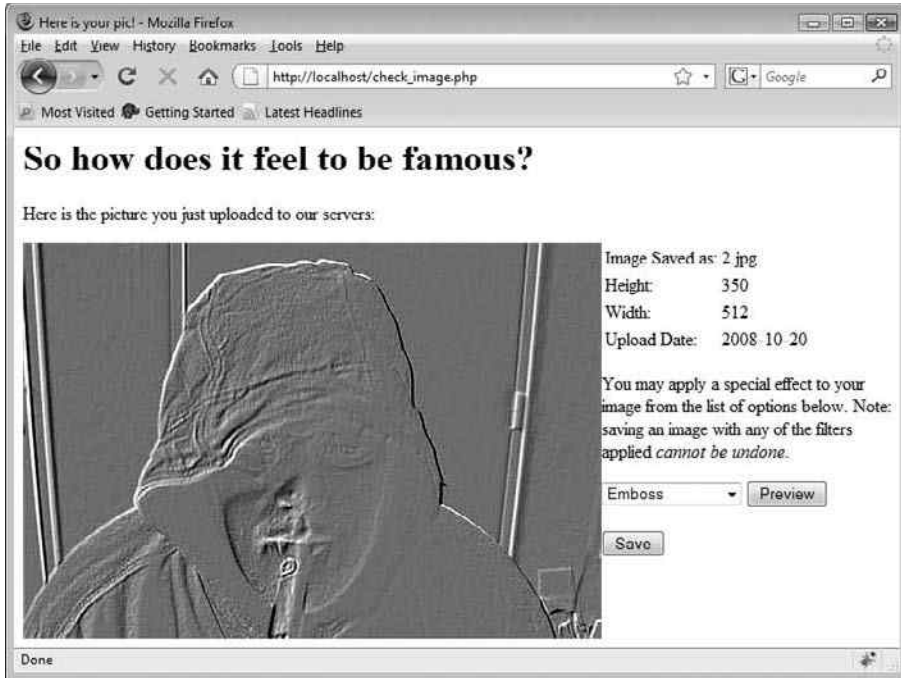 Here is your pic! - Mozilla Firefox
File Edit View History Bookmarks Tools Help
http://localhost/check_image.php
G Google
Most Visited Getting Started Latest Headlines
So how does it feel to be famous?
Here is the picture you just uploaded to our servers:
Image Saved as: 2.jpg
Height: 350
Width: 512
Upload Date: 2008-10-20
You may apply a special effect to your
image from the list of options below. Note:
saving an image with any of the filters
applied cannot be undone.
Emboss Preview
Save
Done